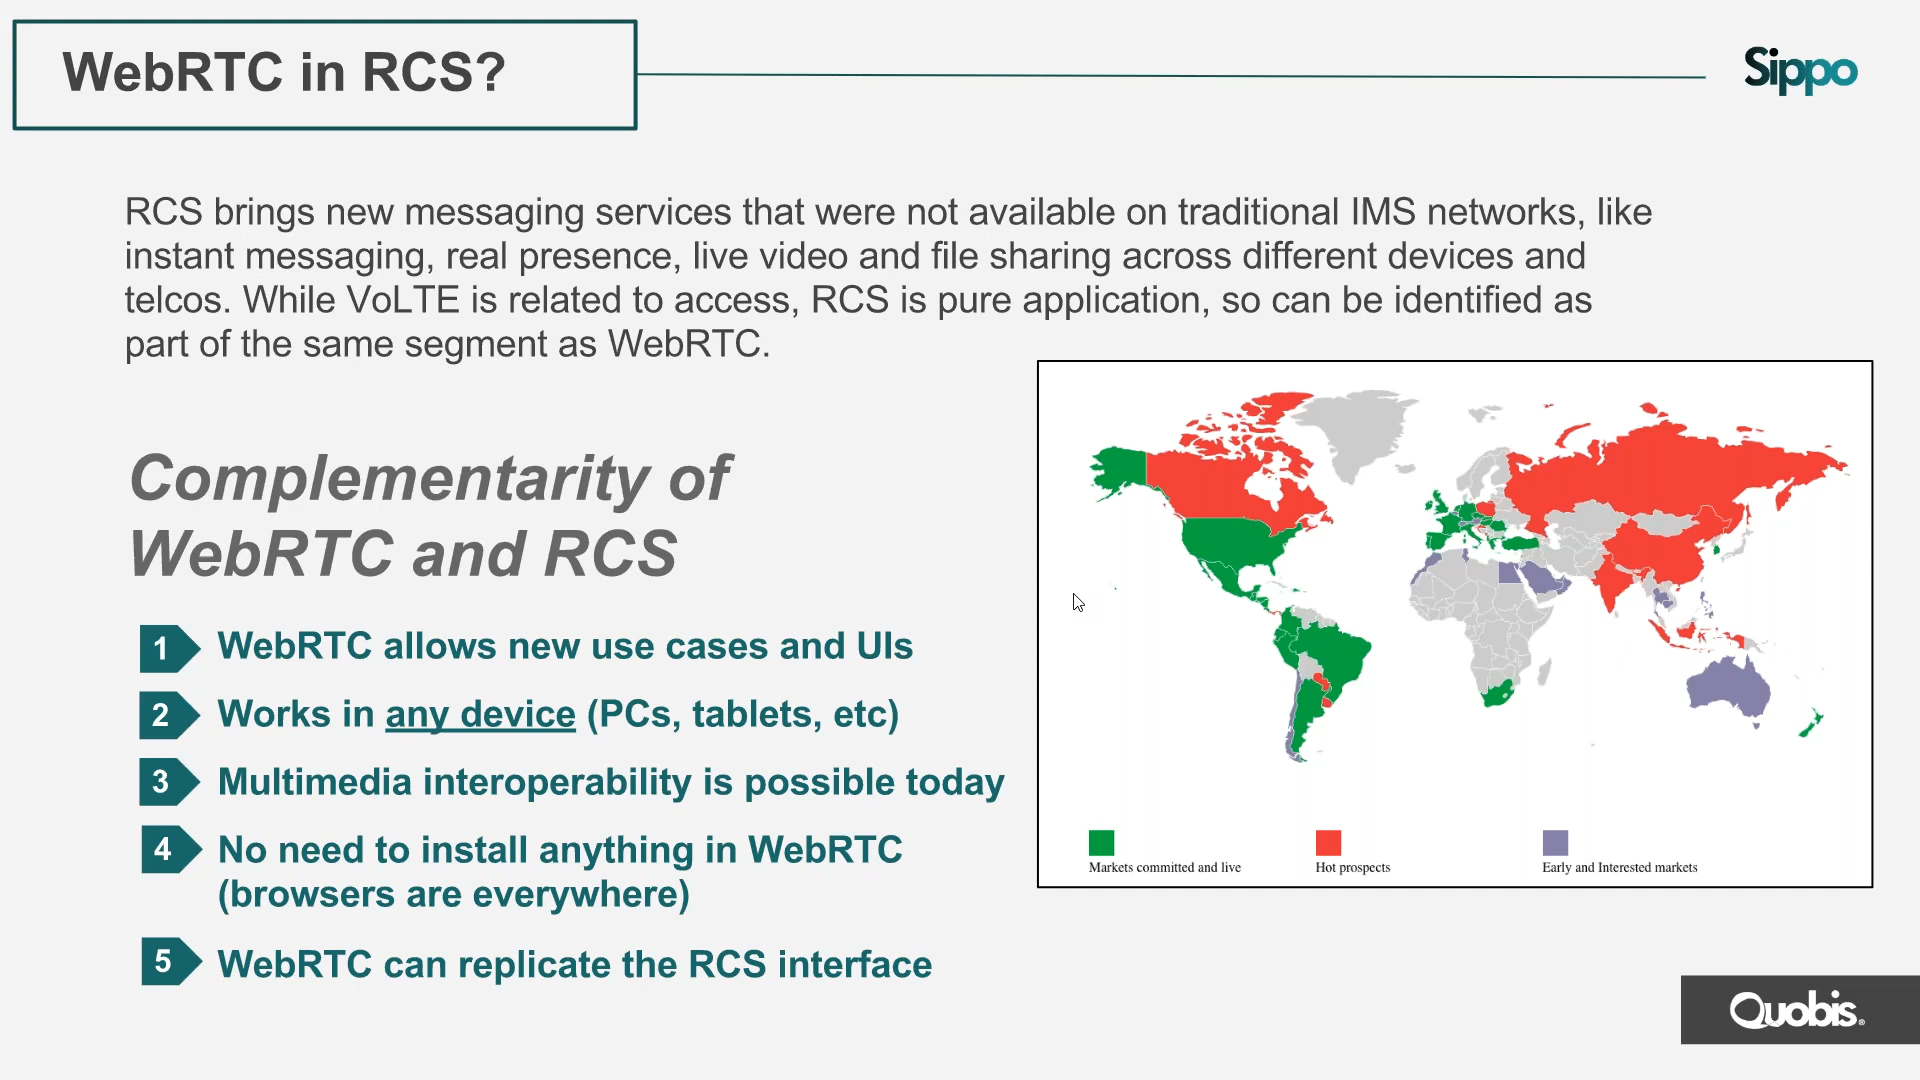 WebRTC in RCS?
Sippo
RCS brings new messaging services that were not available on traditional IMS networks, like
instant messaging, real presence, live video and file sharing across different devices and
telcos. While VoLTE is related to access, RCS is pure application, so can be identified as
part of the same segment as WebRTC.
Complementarity of
WebRTC and RCS
1 WebRTC allows new use cases and UIs
2 Works in any device (PCs, tablets, etc)
3 Multimedia interoperability is possible today
4 No need to install anything in WebRTC
(browsers are everywhere)
5 WebRTC can replicate the RCS interface
Markets committed and live
Hot prospects
Early and Interested markets
Quobis®